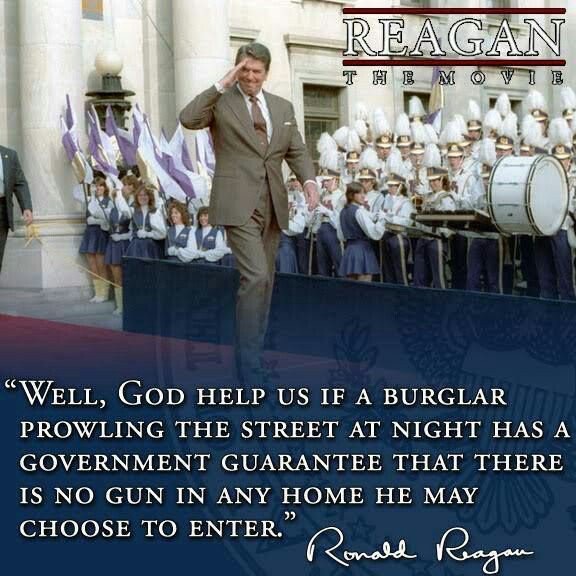 REAGAN
THE MOVIE
“WELL, GOD HELP US IF A BURGLAR
PROWLING THE STREET AT NIGHT HAS A
GOVERNMENT GUARANTEE THAT THERE
IS NO GUN IN ANY HOME HE MAY
CHOOSE TO ENTER.”
Ronald Reagan